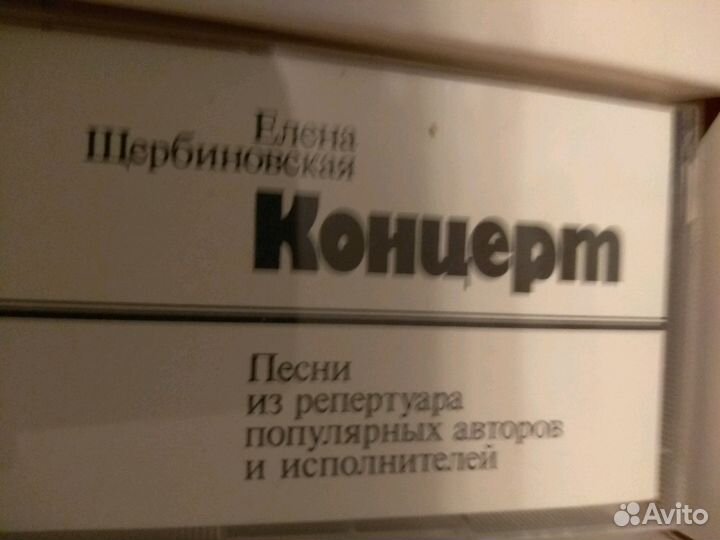 Елена
Щербиновская
Концерт
Песни
из репертуара
популярных авторов
и исполнителей
Avito